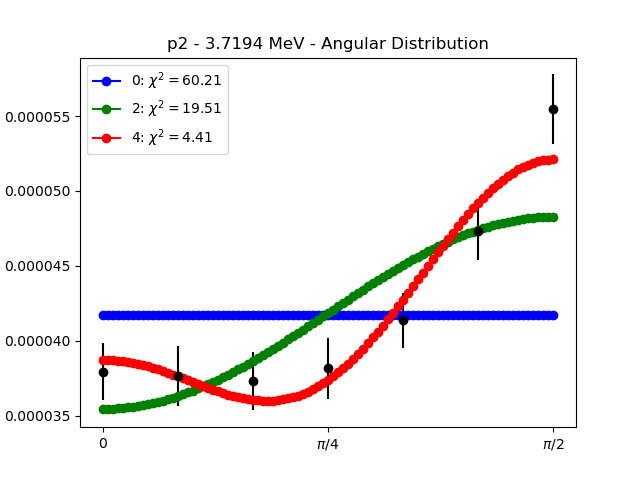 p2 - 3.7194 MeV - Angular Distribution
0: χ² = 60.21
2: χ² = 19.51
4: χ² = 4.41
0.000055
0.000050
0.000045
0.000040
0.000035
0
π/4
π/2